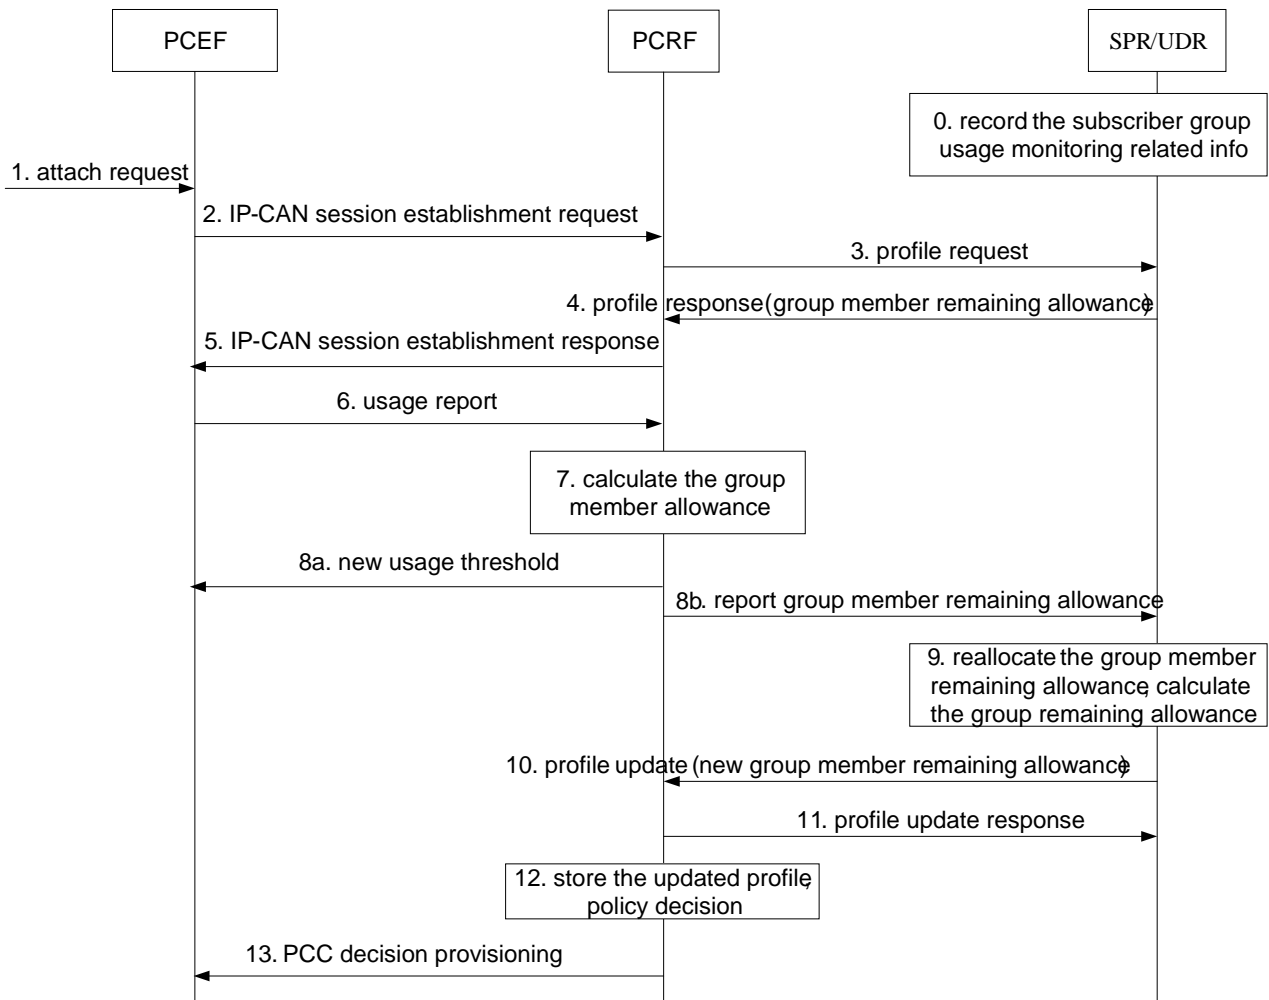 PCEF
PCRF
SPR/UDR
0. record the subscriber group
usage monitoring related info
1. attach request
2. IP-CAN session establishment request
3. profile request
4. profile response (group member remaining allowance)
5. IP-CAN session establishment response
6. usage report
7. calculate the group
member allowance
8a. new usage threshold
8b. report group member remaining allowance
9. reallocate the group member
remaining allowance, calculate
the group remaining allowance
10. profile update (new group member remaining allowance)
11. profile update response
12. store the updated profile,
policy decision
13. PCC decision provisioning